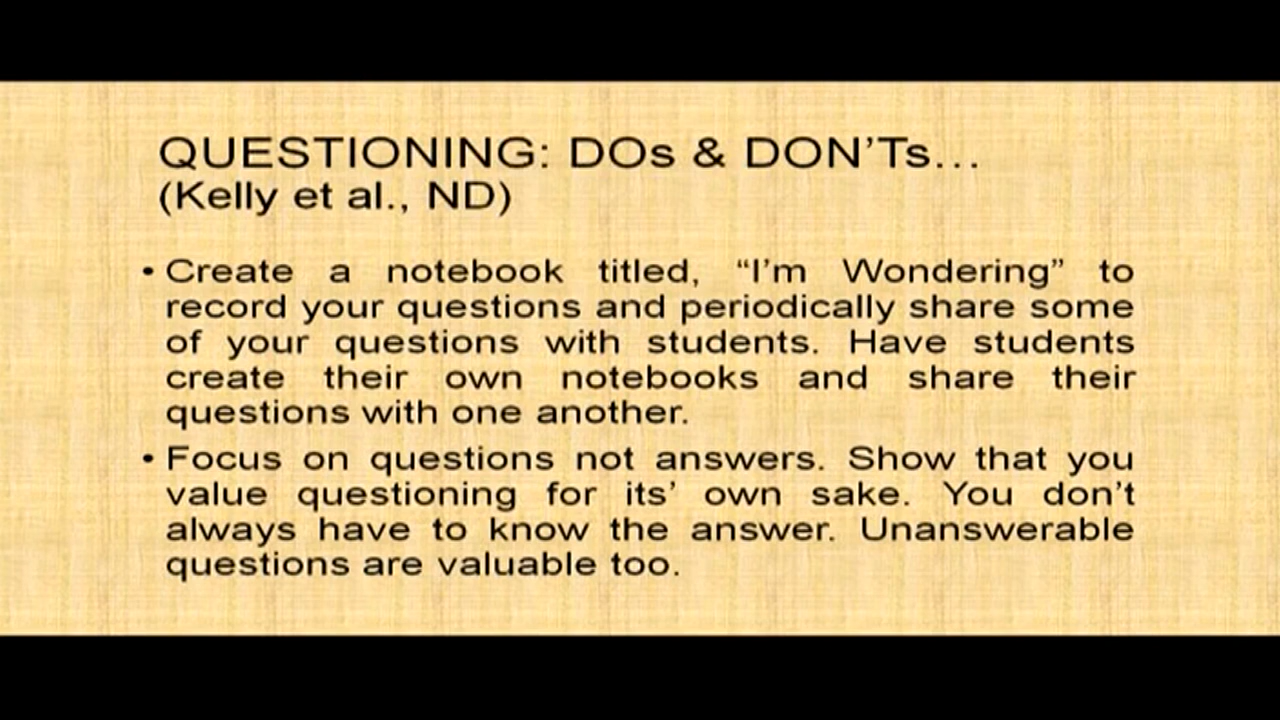 QUESTIONING: DOs & DON’Ts…
(Kelly et al., ND)
• Create a notebook titled, “I’m Wondering” to
record your questions and periodically share some
of your questions with students. Have students
create their own notebooks and share their
questions with one another.
• Focus on questions not answers. Show that you
value questioning for its’ own sake. You don’t
always have to know the answer. Unanswerable
questions are valuable too.